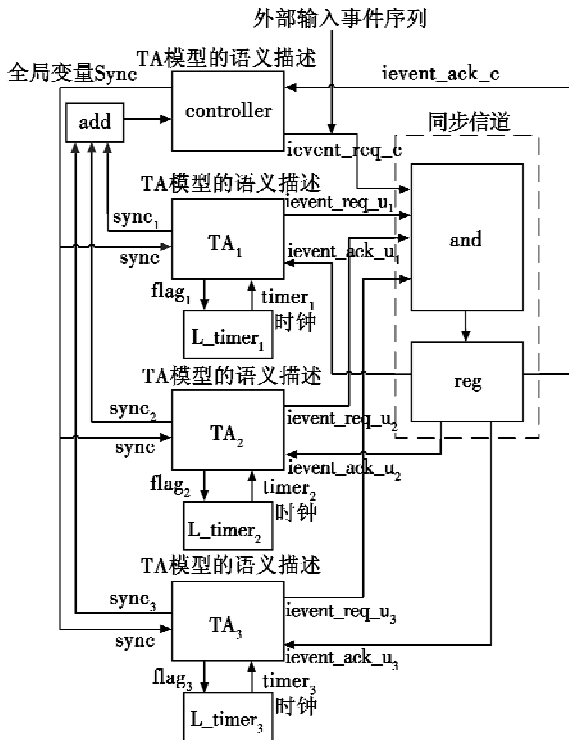 外部输入事件序列
TA模型的语义描述
全局变量Sync
ievent_ack_c
add
controller
同步信道
ievent_req_c
TA模型的语义描述
sync₁
ievent_req_u₁
TA₁
and
sync
ievent_ack_u₁
flag₁
timer₁
L_timer₁
时钟
TA模型的语义描述
reg
sync₂
ievent_req_u₂
TA₂
sync
ievent_ack_u₂
flag₂
timer₂
L_timer₂
时钟
TA模型的语义描述
sync₃
ievent_req_u₃
TA₃
sync
ievent_ack_u₃
flag₃
timer₃
L_timer₃
时钟